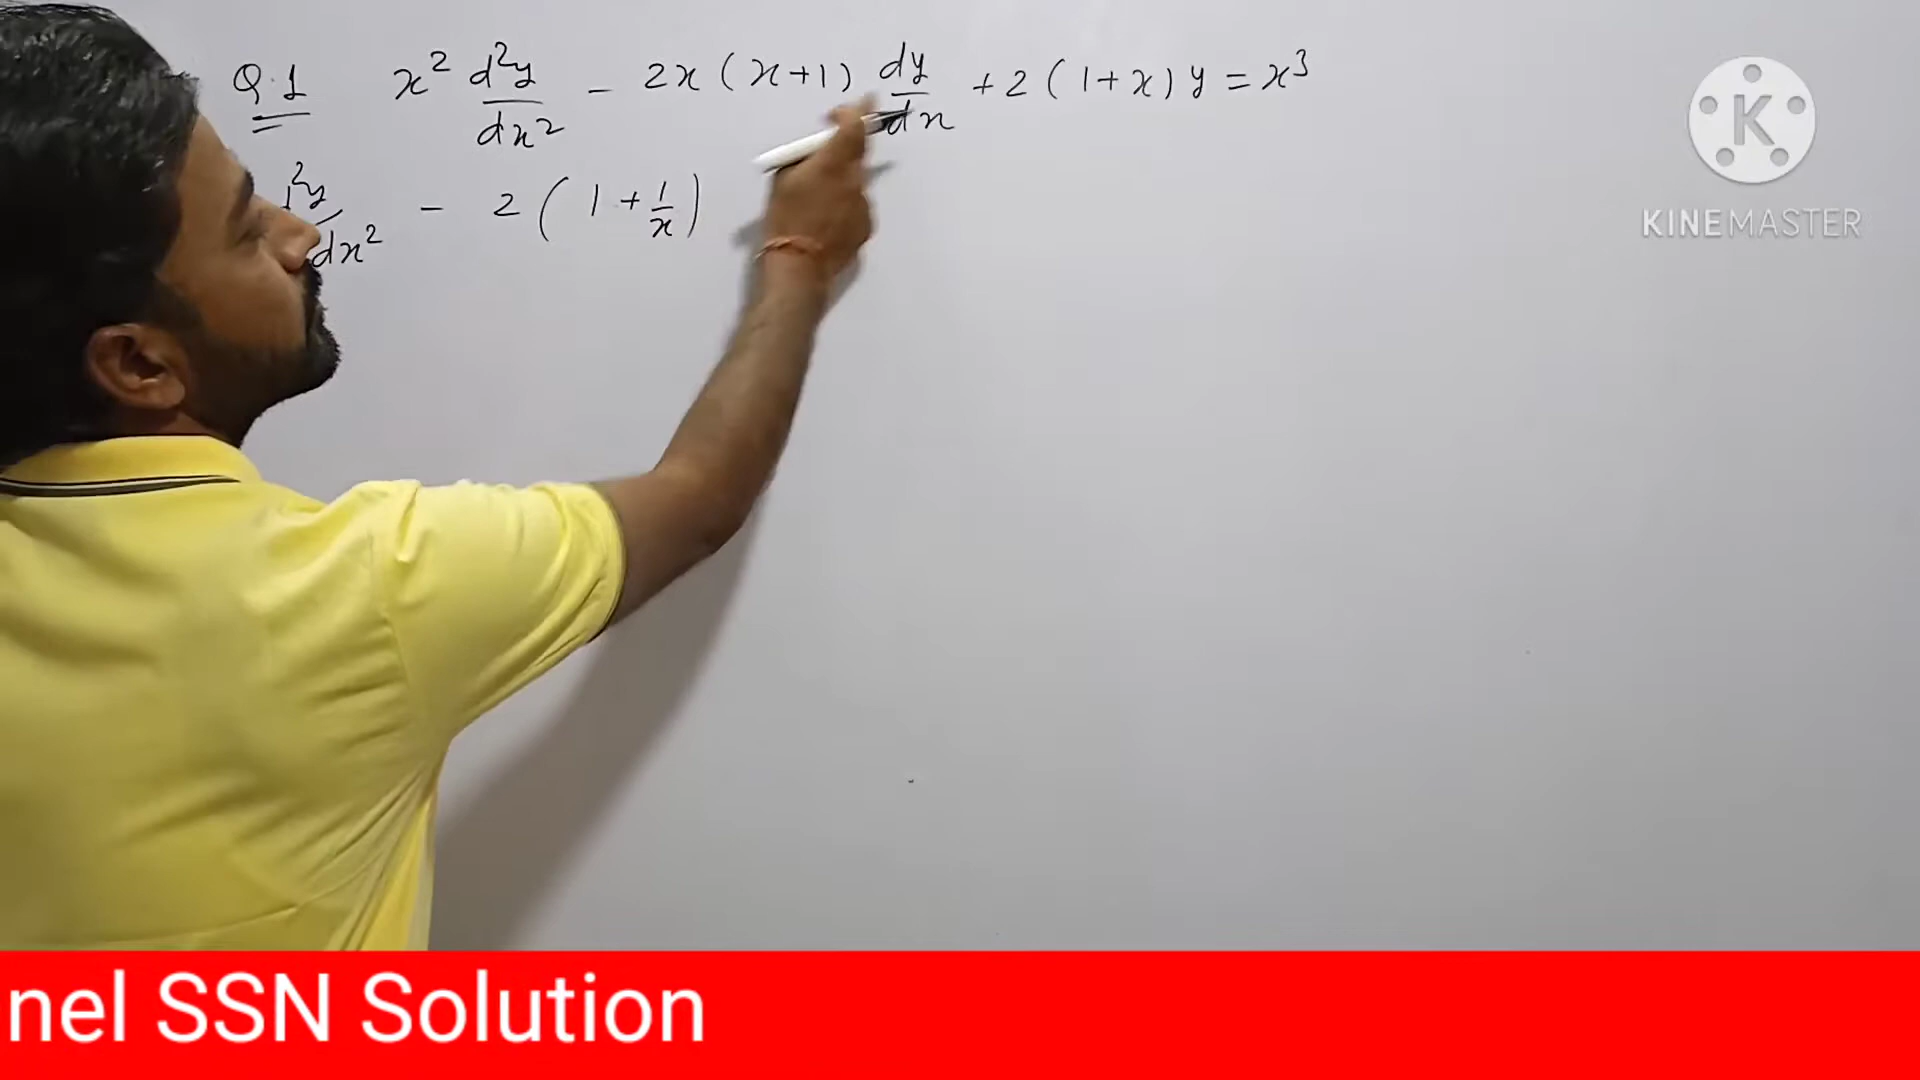 Q.1 x² d²y/dx² - 2x (x+1) dy/dx + 2 (1+x) y = x³
d²y/dx² - 2 (1 + 1/x)
KINEMASTER
nel SSN Solution